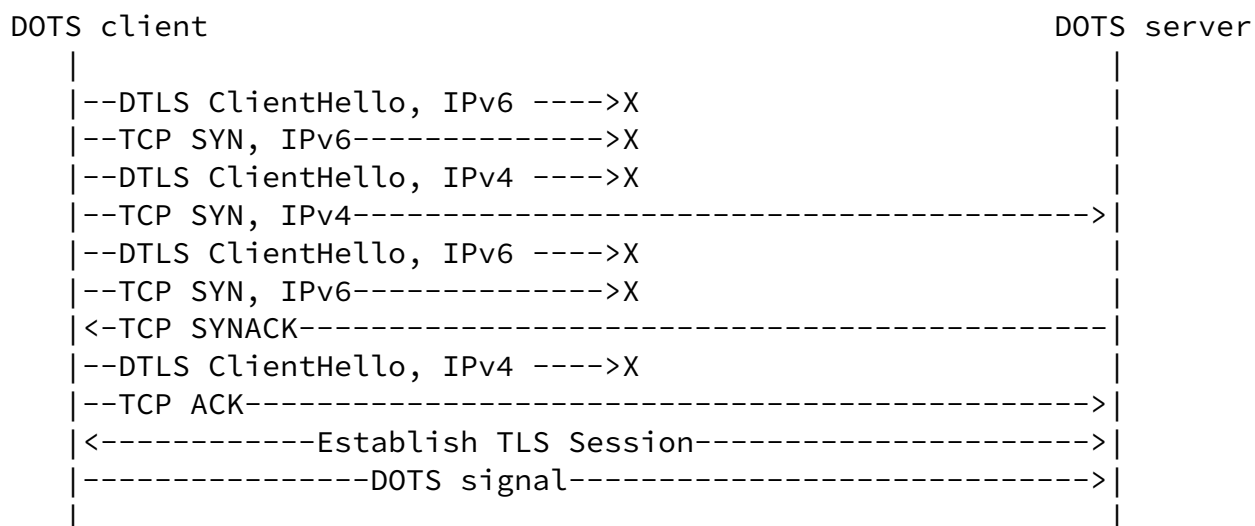 DOTS client                                               DOTS server
   |                                                         |
   |--DTLS ClientHello, IPv6 ---->X                          |
   |--TCP SYN, IPv6-------------->X                          |
   |--DTLS ClientHello, IPv4 ---->X                          |
   |--TCP SYN, IPv4----------------------------------------->|
   |--DTLS ClientHello, IPv6 ---->X                          |
   |--TCP SYN, IPv6-------------->X                          |
   |<-TCP SYNACK---------------------------------------------|
   |--DTLS ClientHello, IPv4 ---->X                          |
   |--TCP ACK----------------------------------------------->|
   |<------------Establish TLS Session---------------------->|
   |----------------DOTS signal----------------------------->|
   |                                                         |